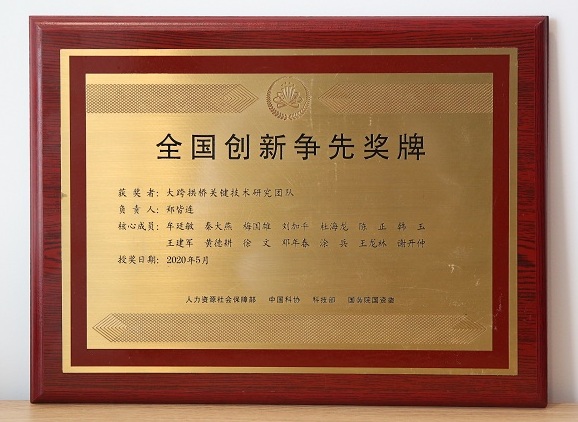 全国创新争先奖牌
获奖者：大跨拱桥关键技术研究团队
负责人：郑皆连
核心成员：牟廷敏 秦大燕 梅国雄 刘加平 杜海龙 陈正 韩玉
王建军 黄德耕 徐文 邓年春 涂兵 王龙林 谢开仲
授奖日期：2020年5月
人力资源社会保障部 中国科协 科技部 国务院国资委